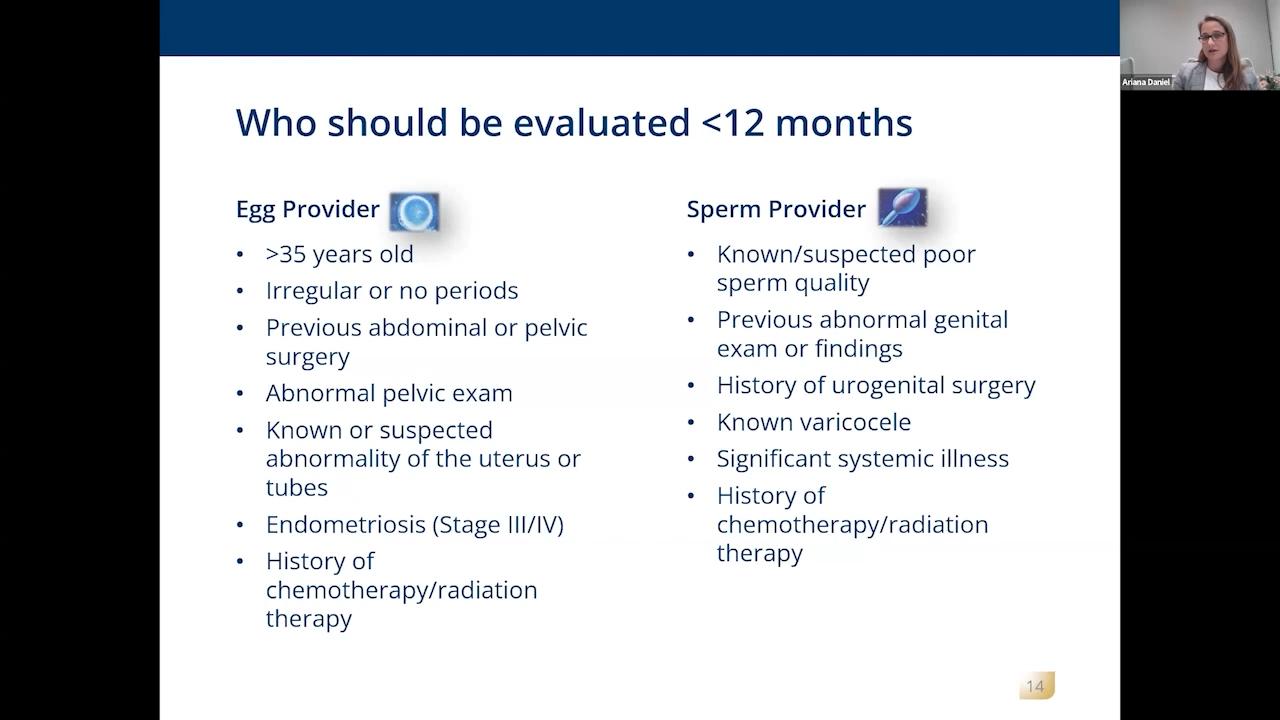 Ariana Daniel
Who should be evaluated <12 months
Egg Provider
• >35 years old
• Irregular or no periods
• Previous abdominal or pelvic
surgery
• Abnormal pelvic exam
• Known or suspected
abnormality of the uterus or
tubes
• Endometriosis (Stage III/IV)
• History of
chemotherapy/radiation
therapy
Sperm Provider
• Known/suspected poor
sperm quality
• Previous abnormal genital
exam or findings
• History of urogenital surgery
• Known varicocele
• Significant systemic illness
• History of
chemotherapy/radiation
therapy
14